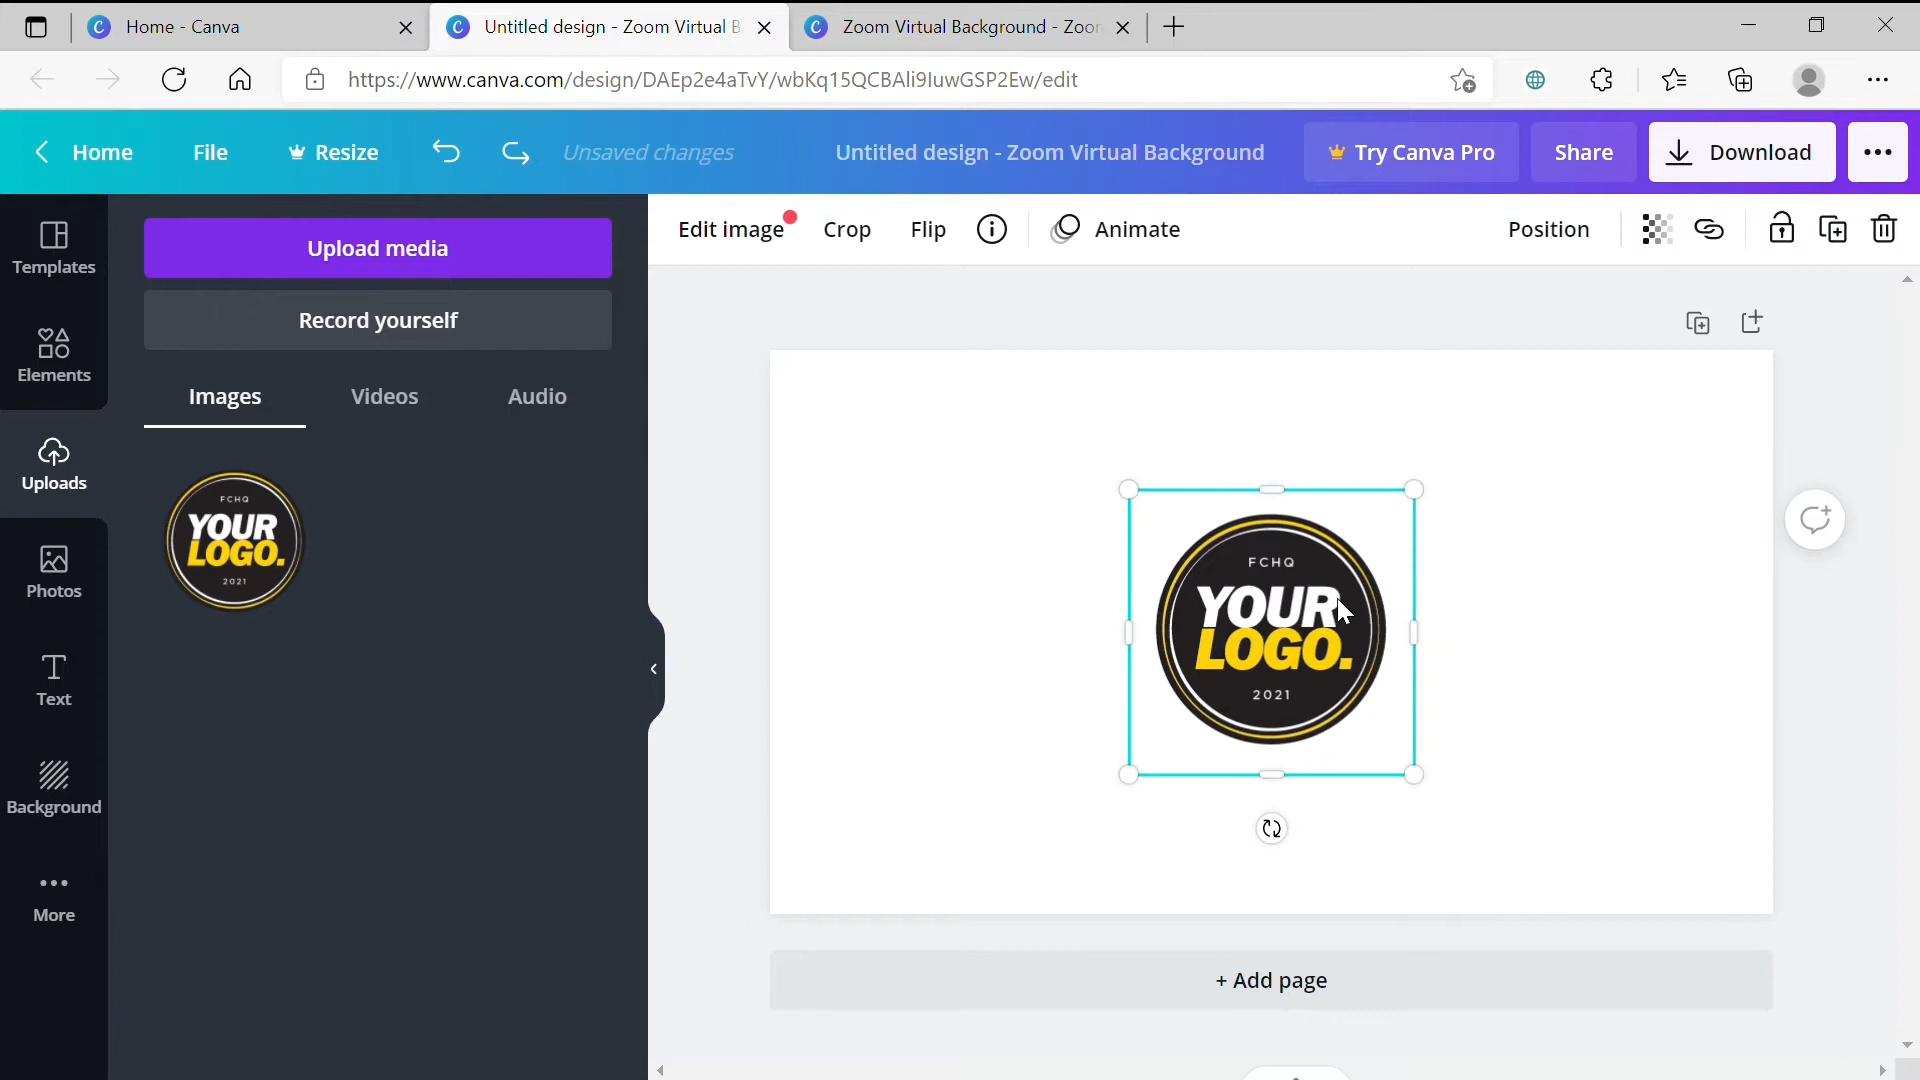 Home - Canva
Untitled design - Zoom Virtual B
Zoom Virtual Background - Zoor
https://www.canva.com/design/DAEp2e4aTvY/wbKq15QCBAli9IuwGSP2Ew/edit
Home
File
Resize
Unsaved changes
Untitled design - Zoom Virtual Background
Try Canva Pro
Share
Download
Templates
Elements
Uploads
Photos
Text
Background
More
Upload media
Record yourself
Images
Videos
Audio
FCHQ
YOUR
LOGO.
2021
Edit image
Crop
Flip
Animate
Position
FCHQ
YOUR
LOGO.
2021
+ Add page